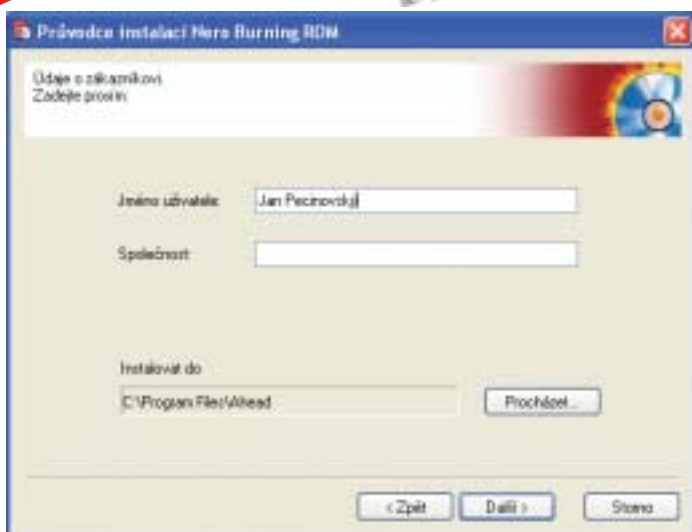 Průvodce instalací Nero Burning ROM
Údaje o zákazníkovi
Zadejte prosím:
Jméno uživatele:
Jan Pecinovský
Společnost:
Instalovat do
C:\Program Files\Ahead
Procházet...
< Zpět
Další >
Storno